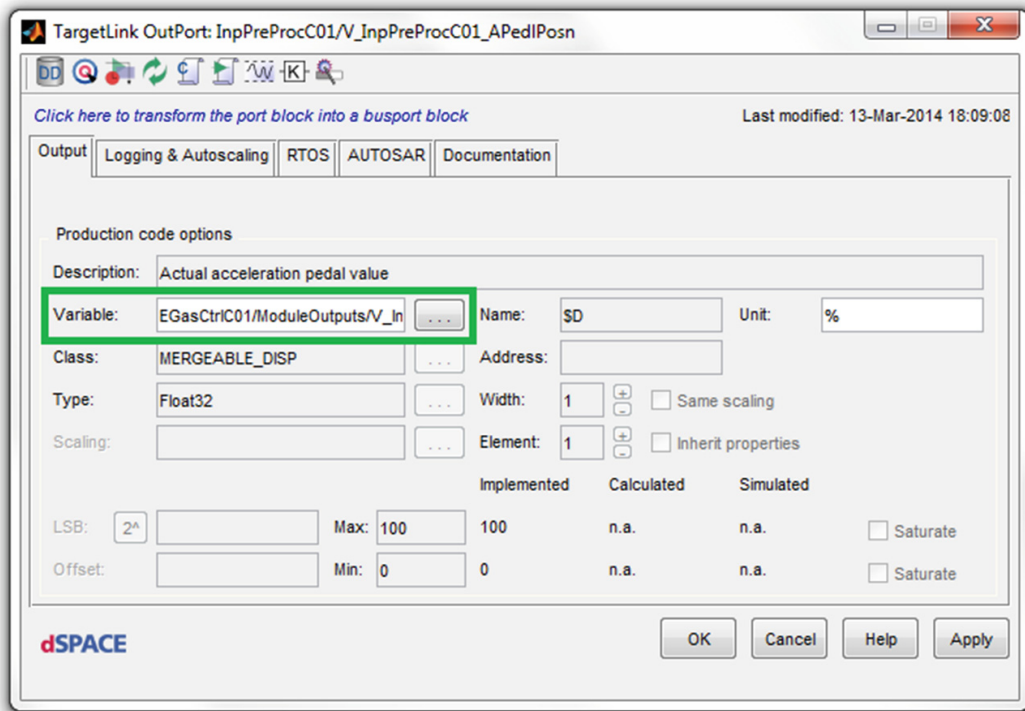 TargetLink OutPort: InpPreProcC01/V_InpPreProcC01_APedlPosn
DD
K
Click here to transform the port block into a busport block Last modified: 13-Mar-2014 18:09:08
Output Logging & Autoscaling RTOS AUTOSAR Documentation
Production code options
Description: Actual acceleration pedal value
Variable: EGasCtrlC01/ModuleOutputs/V_In ... Name: $D Unit: %
Class: MERGEABLE_DISP ... Address:
Type: Float32 ... Width: 1 + - Same scaling
Scaling: ... Element: 1 + - Inherit properties
Implemented Calculated Simulated
LSB: 2^ Max: 100 100 n.a. n.a. Saturate
Offset: Min: 0 0 n.a. n.a. Saturate
dSPACE OK Cancel Help Apply